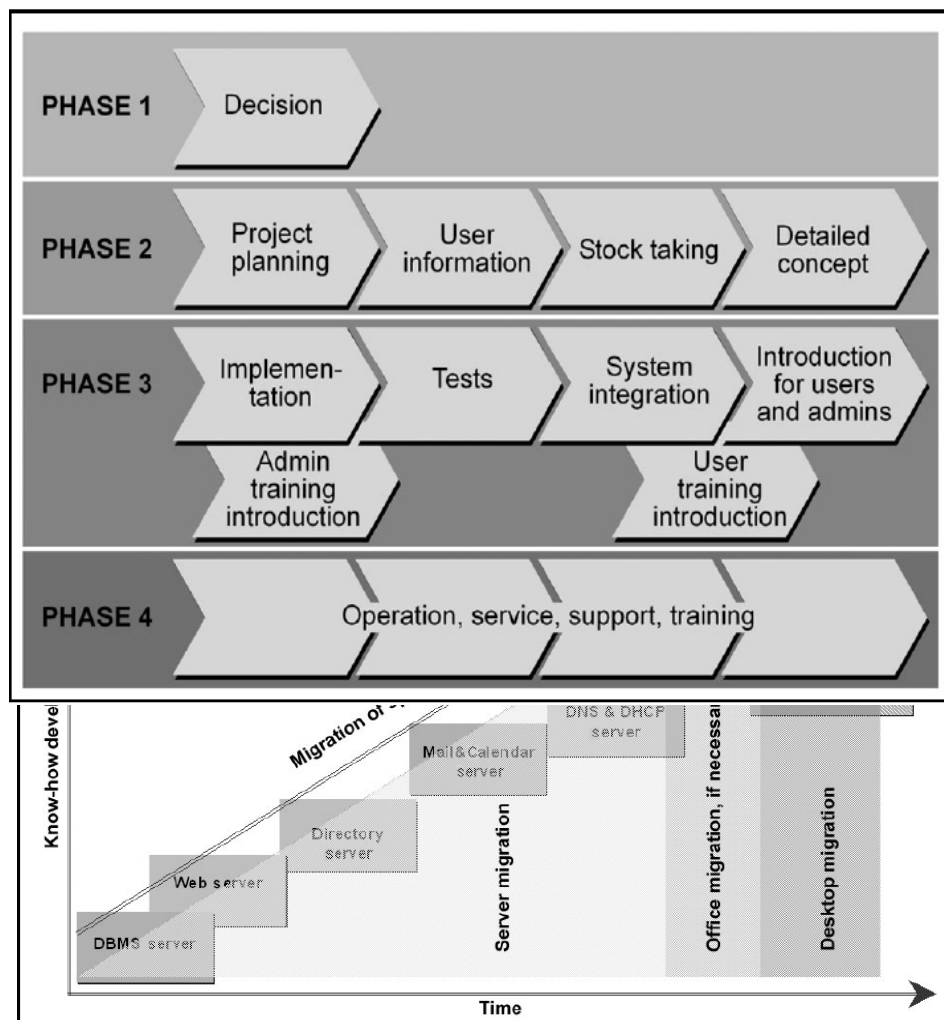 PHASE 1
Decision
PHASE 2
Project
planning
User
information
Stock taking
Detailed
concept
PHASE 3
Implemen-
tation
Tests
System
integration
Introduction
for users
and admins
Admin
training
introduction
User
training
introduction
PHASE 4
Operation, service, support, training
Know-how
Migration of
DNS & DHCP
server
Mail&Calendar
server
Directory
server
Web server
DBMS server
Server migration
Office migration, if
Desktop migration
Time